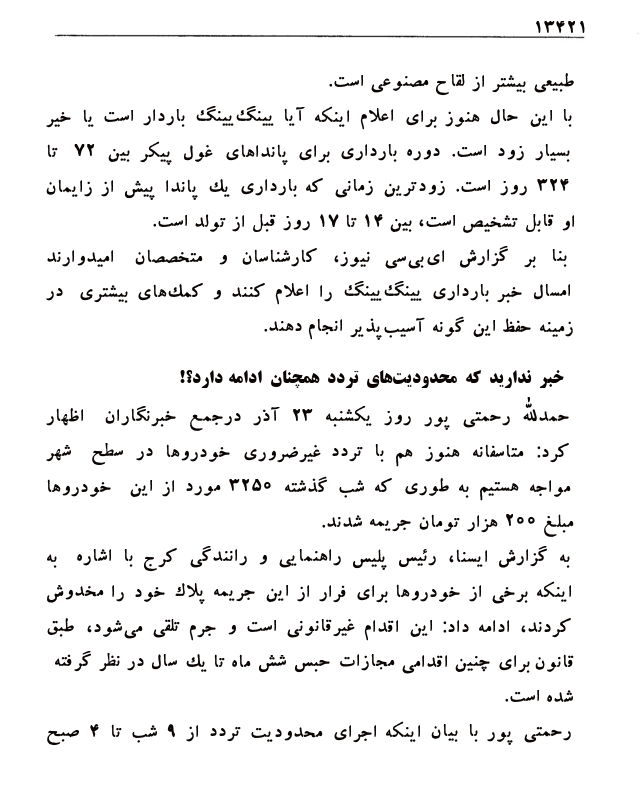 ۱۳۴۲۱
طبیعی بیشتر از لقاح مصنوعی است.
با این حال هنوز برای اعلام اینکه آیا یینگ‌یینگ باردار است یا خیر
بسیار زود است. دوره بارداری برای پانداهای غول پیکر بین ۷۲ تا
۳۲۴ روز است. زودترین زمانی که بارداری یك پاندا پیش از زایمان
او قابل تشخیص است، بین ۱۴ تا ۱۷ روز قبل از تولد است.
بنا بر گزارش ای‌بی‌سی نیوز، کارشناسان و متخصصان امیدوارند
امسال خبر بارداری یینگ‌یینگ را اعلام کنند و کمك‌های بیشتری در
زمینه حفظ این گونه آسیب‌پذیر انجام دهند.
خبر ندارید که محدودیت‌های تردد همچنان ادامه دارد؟!
حمدلله رحمتی پور روز یکشنبه ۲۳ آذر درجمع خبرنگاران اظهار
کرد: متاسفانه هنوز هم با تردد غیرضروری خودروها در سطح شهر
مواجه هستیم به طوری که شب گذشته ۳۲۵۰ مورد از این خودروها
مبلغ ۲۰۰ هزار تومان جریمه شدند.
به گزارش ایسنا، رئیس پلیس راهنمایی و رانندگی کرج با اشاره به
اینکه برخی از خودروها برای فرار از این جریمه پلاك خود را مخدوش
کردند، ادامه داد: این اقدام غیرقانونی است و جرم تلقی می‌شود، طبق
قانون برای چنین اقدامی مجازات حبس شش ماه تا یك سال در نظر گرفته
شده است.
رحمتی پور با بیان اینکه اجرای محدودیت تردد از ۹ شب تا ۴ صبح